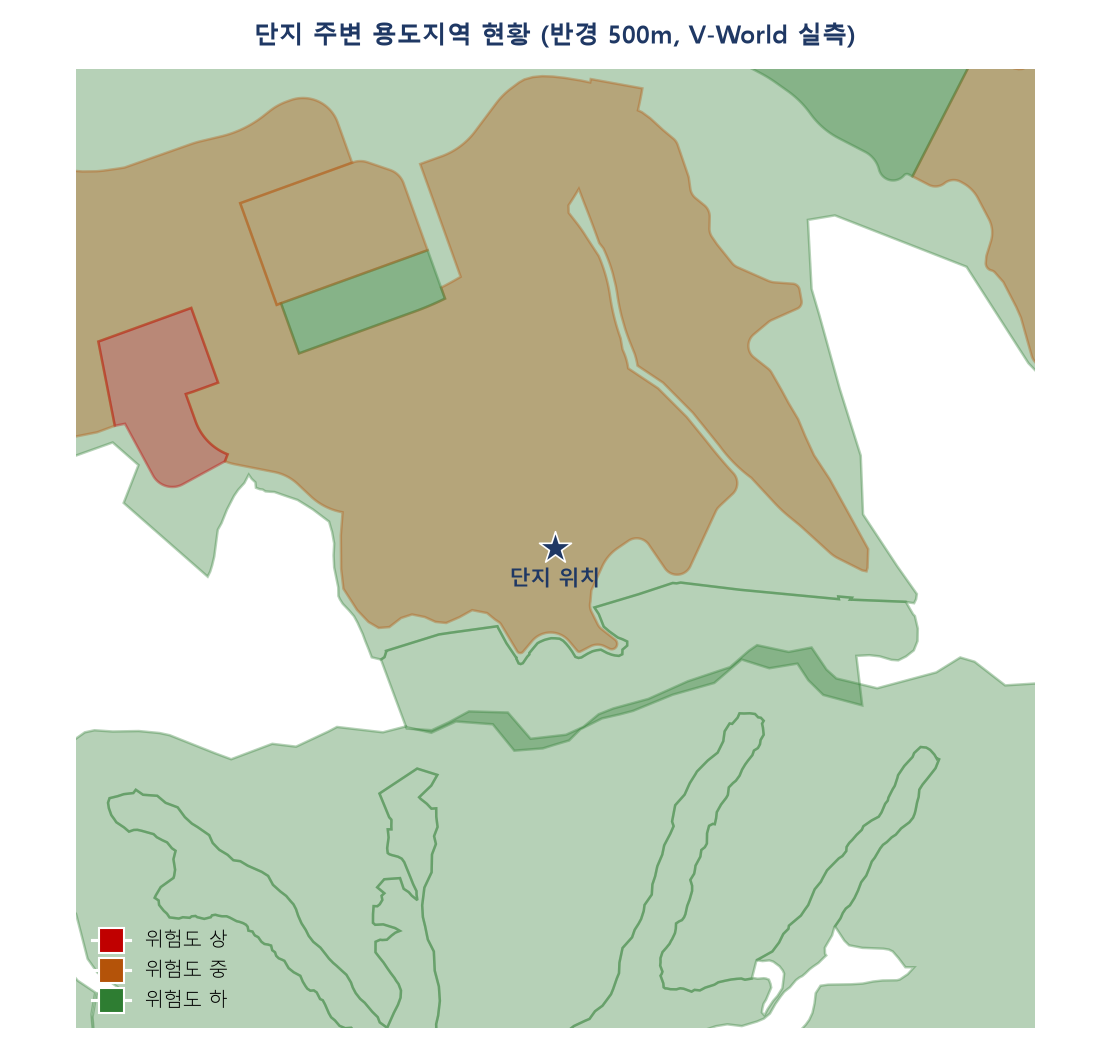 단지 주변 용도지역 현황 (반경 500m, V-World 실측)
단지 위치
위험도 상
위험도 중
위험도 하